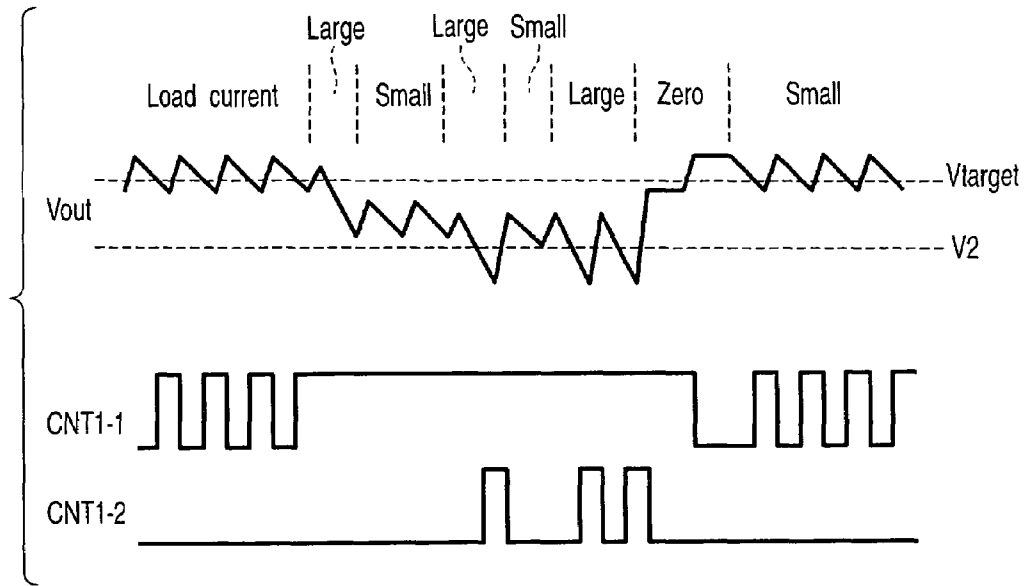 Large
Large
Small
Load current
Small
Large
Zero
Small
Vtarget
Vout
V2
CNT1-1
CNT1-2